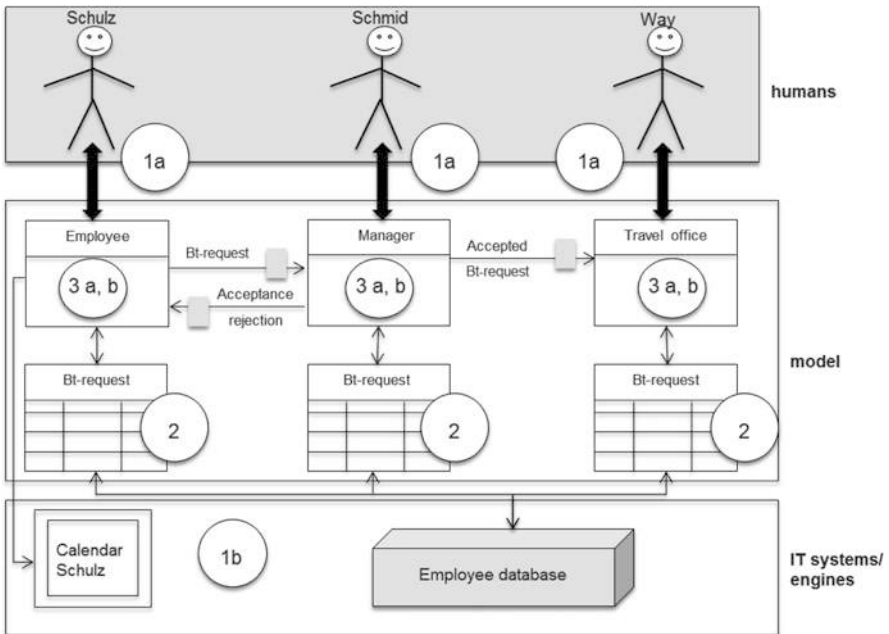 Schulz
Schmid
Way
humans
1a
1a
1a
Employee
Manager
Travel office
Bt-request
Accepted
Bt-request
3 a, b
3 a, b
3 a, b
Acceptance
rejection
model
Bt-request
Bt-request
Bt-request
2
2
2
Calendar
Schulz
1b
Employee database
IT systems/
engines